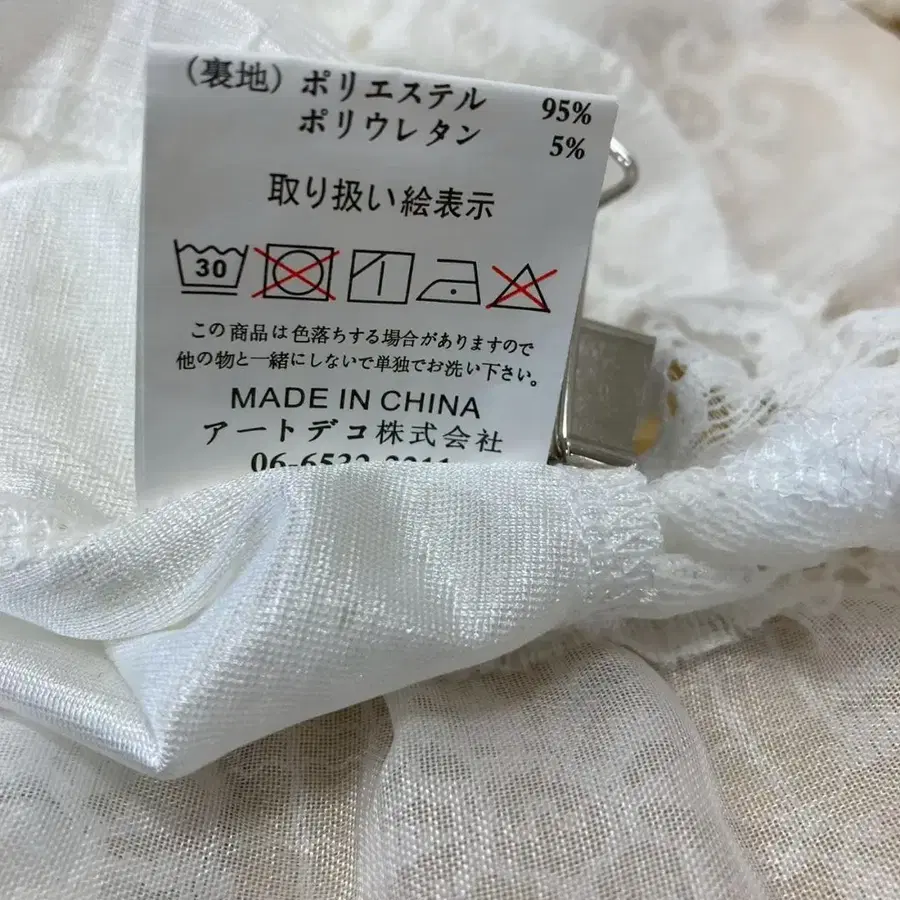 (裏地) ポリエステル 95%
ポリウレタン 5%
取り扱い絵表示
30
この商品は色落ちする場合がありますので
他の物と一緒にしないで単独でお洗い下さい。
MADE IN CHINA
アートデコ株式会社
06-6532-2211